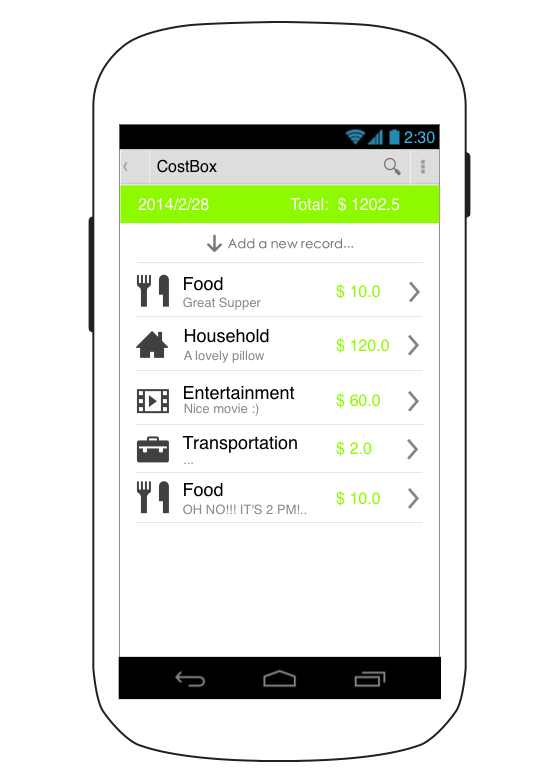 2:30
CostBox
2014/2/28 Total: $ 1202.5
Add a new record...
Food
Great Supper
$ 10.0
Household
A lovely pillow
$ 120.0
Entertainment
Nice movie :)
$ 60.0
Transportation
...
$ 2.0
Food
OH NO!!! IT'S 2 PM!..
$ 10.0